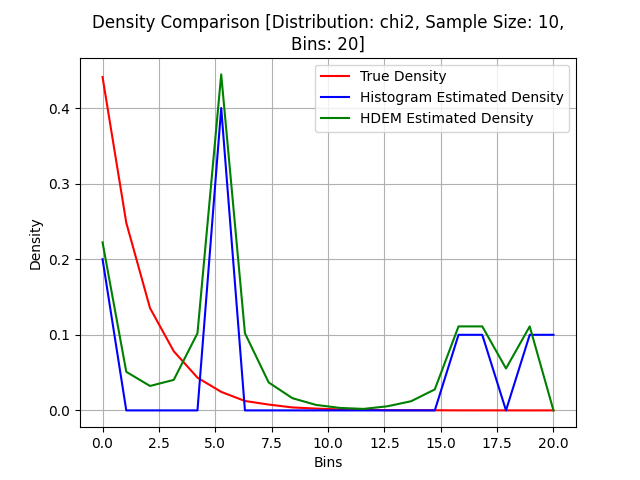 Density Comparison [Distribution: chi2, Sample Size: 10,
Bins: 20]
True Density
Histogram Estimated Density
HDEM Estimated Density
Density
0.4
0.3
0.2
0.1
0.0
0.0 2.5 5.0 7.5 10.0 12.5 15.0 17.5 20.0
Bins